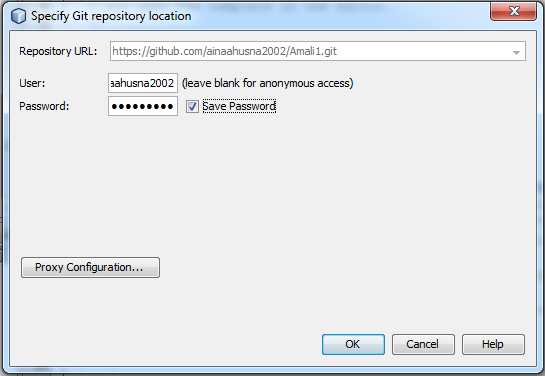 Specify Git repository location
Repository URL: https://github.com/ainaahusna2002/Amali1.git
User: aahusna2002 (leave blank for anonymous access)
Password: ●●●●●●●●● Save Password
Proxy Configuration...
OK Cancel Help